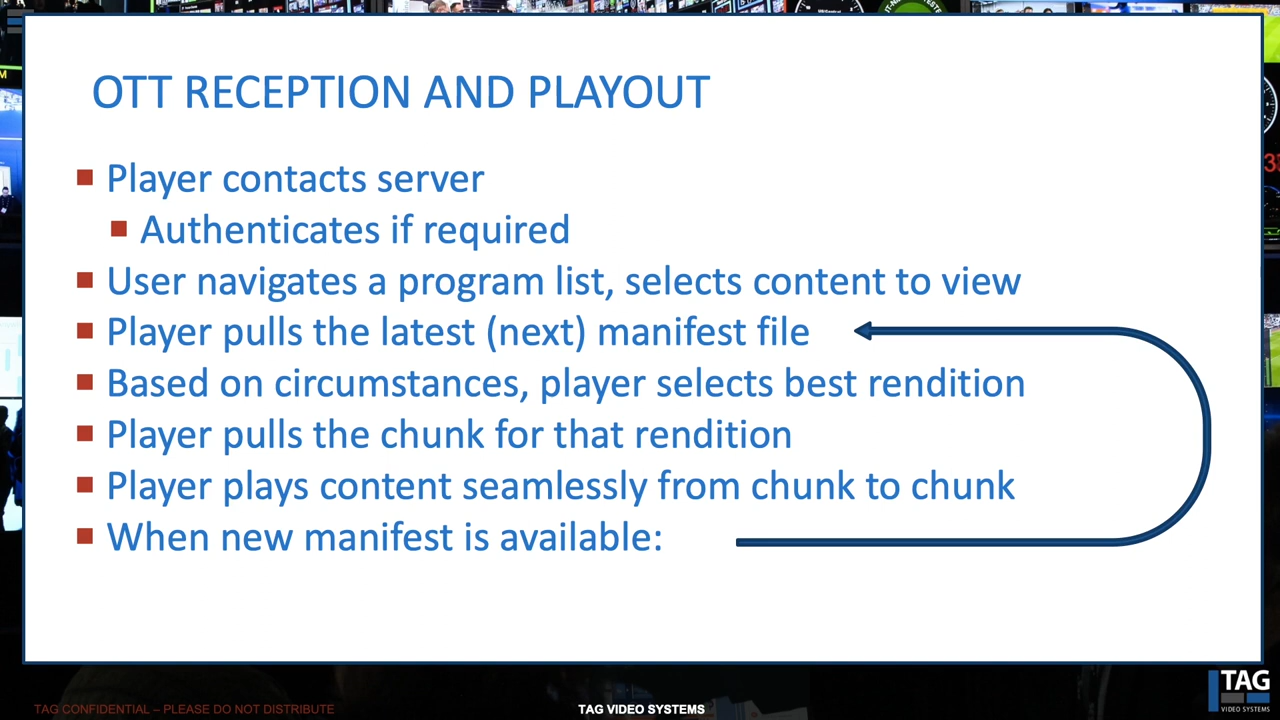 OTT RECEPTION AND PLAYOUT
Player contacts server
Authenticates if required
User navigates a program list, selects content to view
Player pulls the latest (next) manifest file
Based on circumstances, player selects best rendition
Player pulls the chunk for that rendition
Player plays content seamlessly from chunk to chunk
When new manifest is available:
TAG CONFIDENTIAL – PLEASE DO NOT DISTRIBUTE
TAG VIDEO SYSTEMS
TAG
VIDEO SYSTEMS